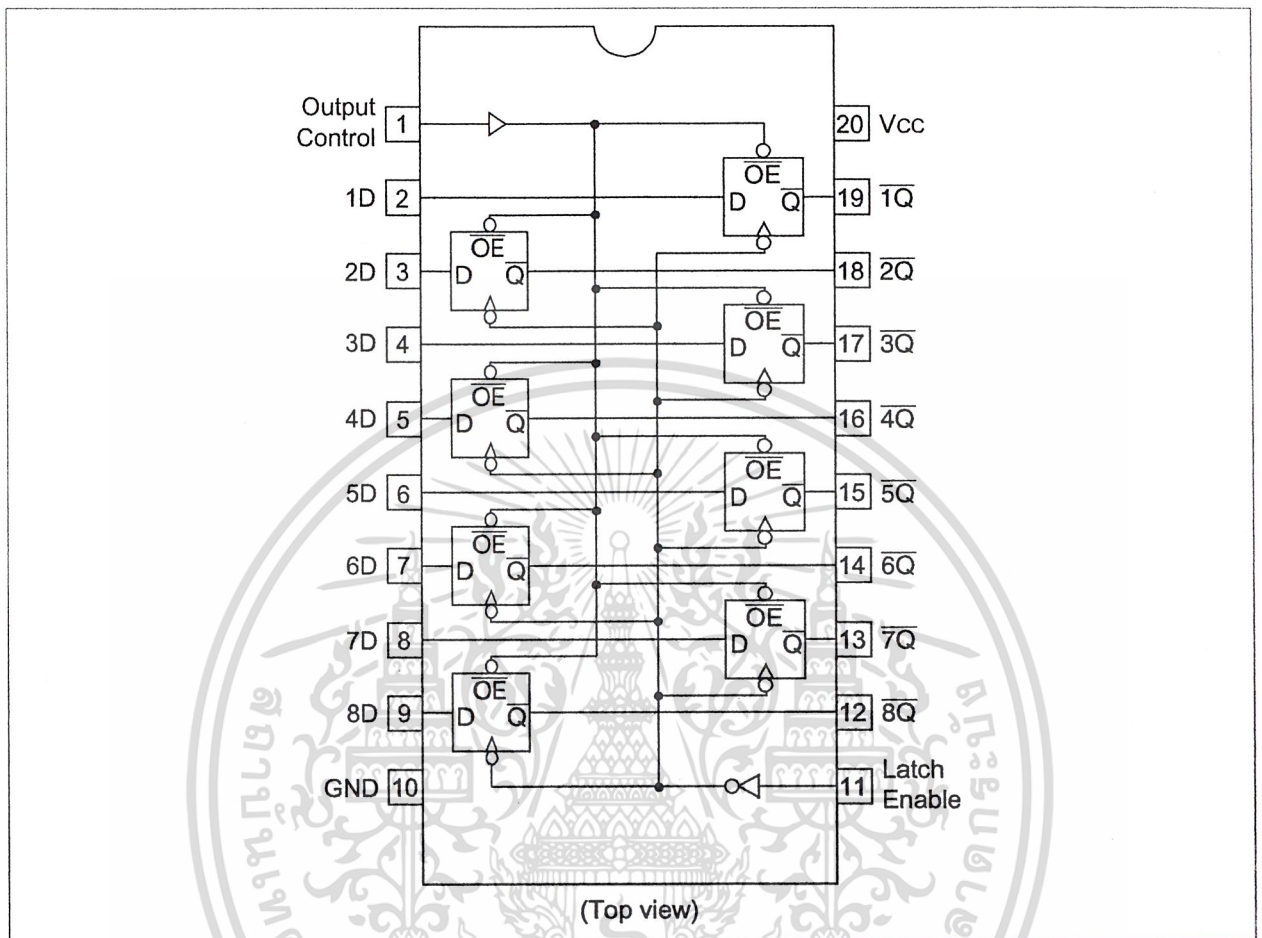 Output
Control 1 20 Vcc
OE
1D 2 D Q 19 1Q
OE
2D 3 D Q 18 2Q
OE
3D 4 D Q 17 3Q
OE
4D 5 D Q 16 4Q
OE
5D 6 D Q 15 5Q
OE
6D 7 D Q 14 6Q
OE
7D 8 D Q 13 7Q
OE
8D 9 D Q 12 8Q
GND 10 11 Latch
Enable
(Top view)